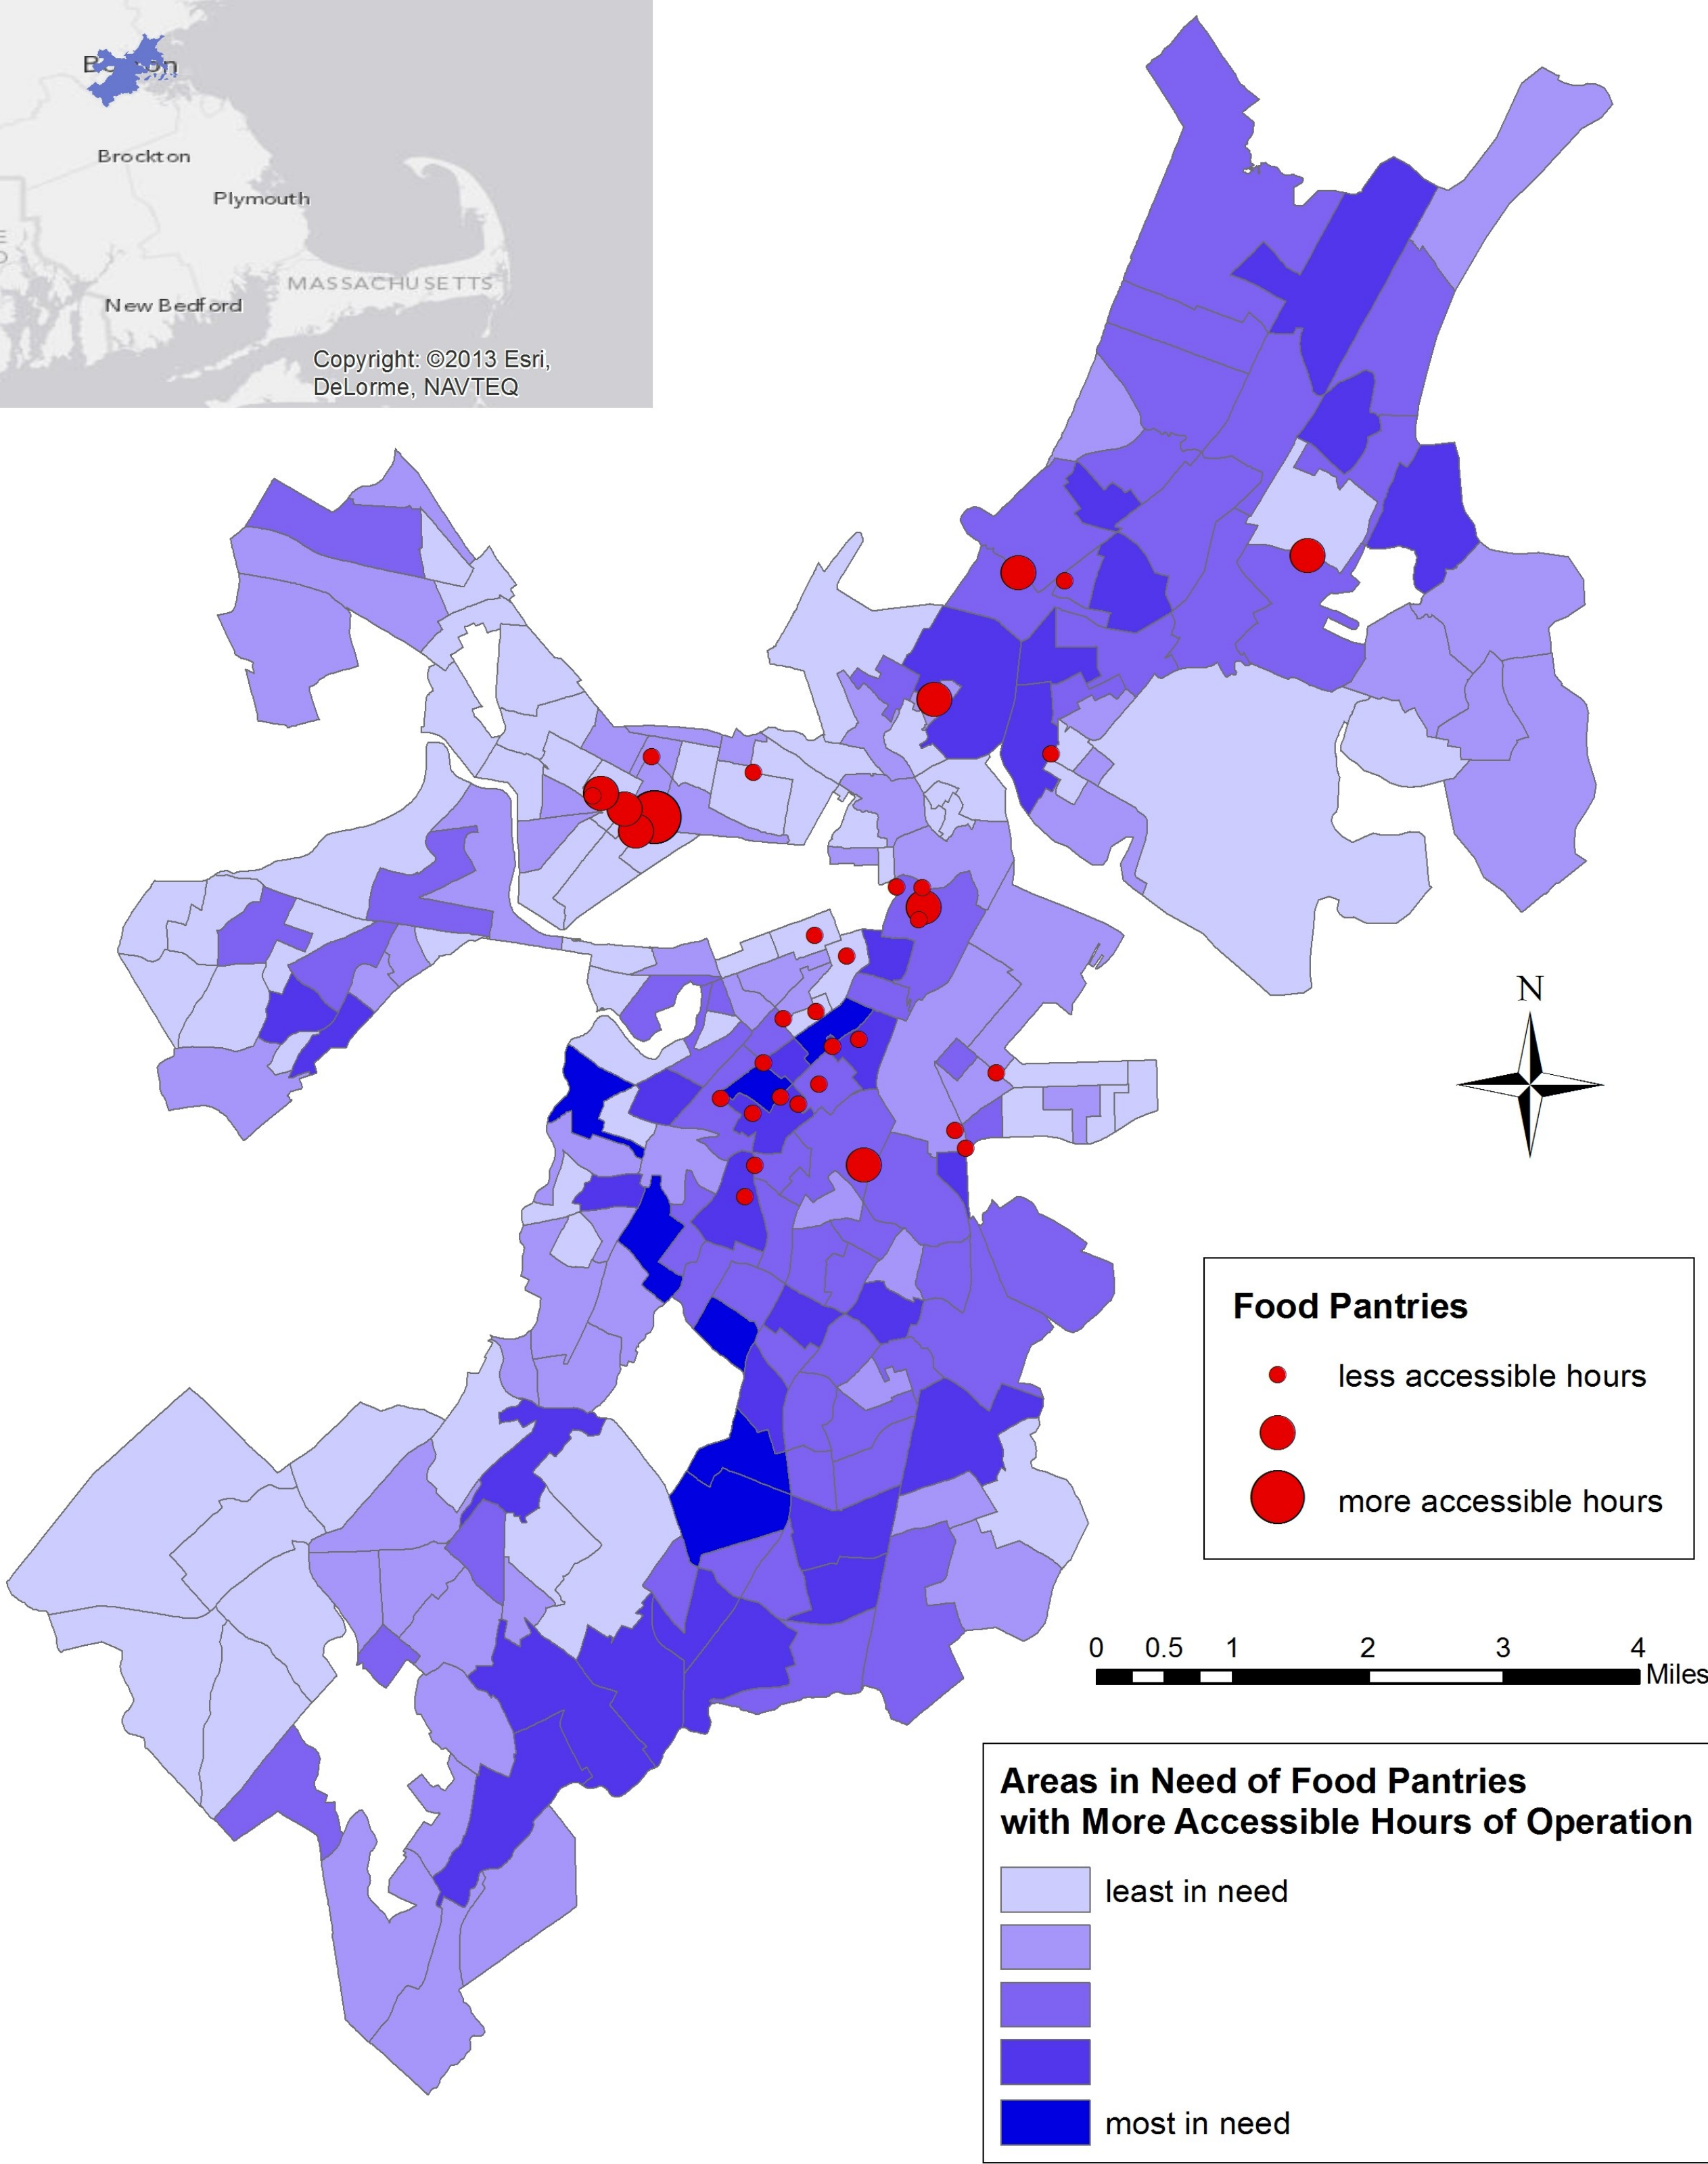 Boston
Brockton
Plymouth
MASSACHUSETTS
New Bedford
Copyright: ©2013 Esri,
DeLorme, NAVTEQ
N
Food Pantries
less accessible hours
more accessible hours
0 0.5 1 2 3 4
Miles
Areas in Need of Food Pantries
with More Accessible Hours of Operation
least in need
most in need